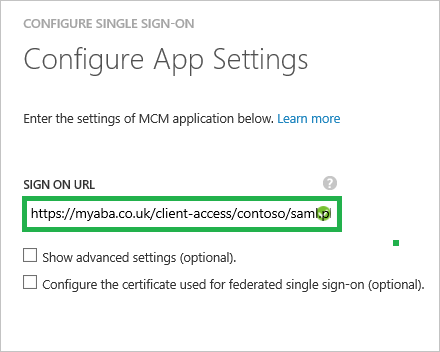 CONFIGURE SINGLE SIGN-ON
Configure App Settings
Enter the settings of MCM application below. Learn more
SIGN ON URL ?
https://myaba.co.uk/client-access/contoso/saml.p
Show advanced settings (optional).
Configure the certificate used for federated single sign-on (optional).